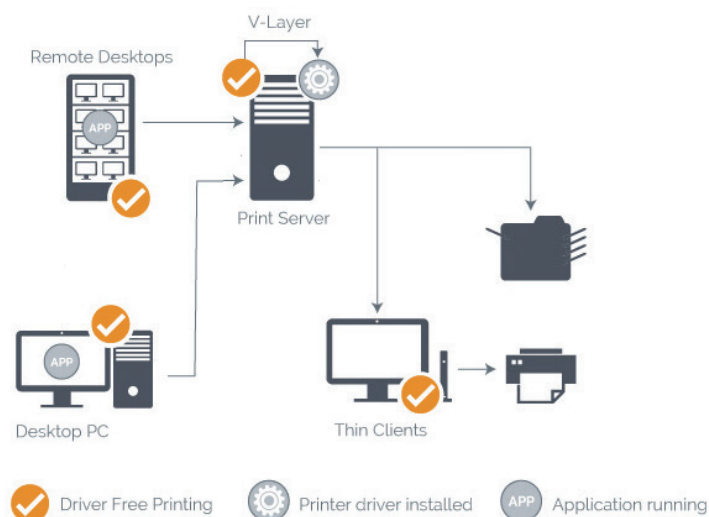 V-Layer
Remote Desktops
APP
Print Server
APP
Desktop PC
Thin Clients
Driver Free Printing
Printer driver installed
APP
Application running